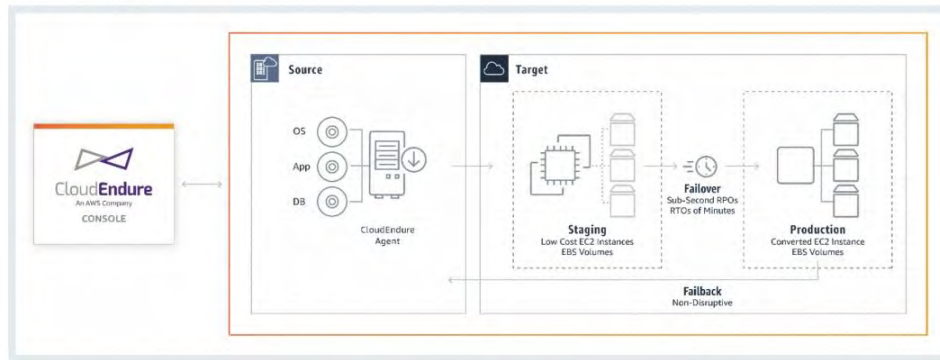 CloudEndure
An AWS Company
CONSOLE
Source
OS
App
DB
CloudEndure
Agent
Target
Staging
Low Cost EC2 Instances
EBS Volumes
Failover
Sub-Second RPOs
RTOs of Minutes
Production
Converted EC2 Instance
EBS Volumes
Failback
Non-Disruptive